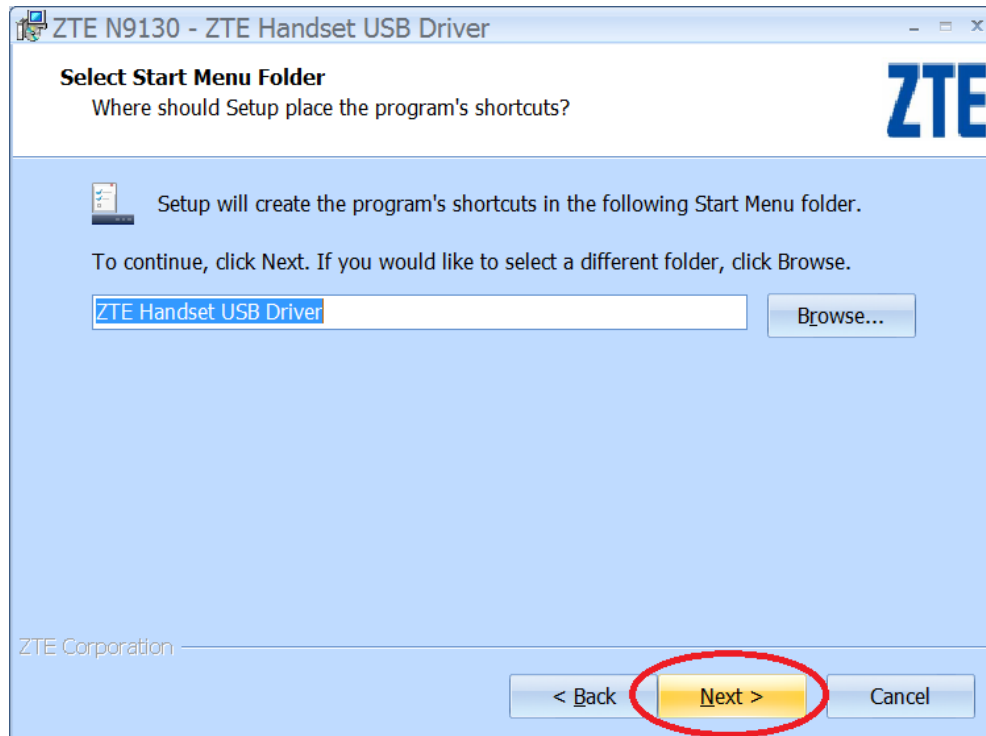 ZTE N9130 - ZTE Handset USB Driver
Select Start Menu Folder
Where should Setup place the program's shortcuts?
ZTE
Setup will create the program's shortcuts in the following Start Menu folder.
To continue, click Next. If you would like to select a different folder, click Browse.
ZTE Handset USB Driver
Browse...
ZTE Corporation
< Back
Next >
Cancel